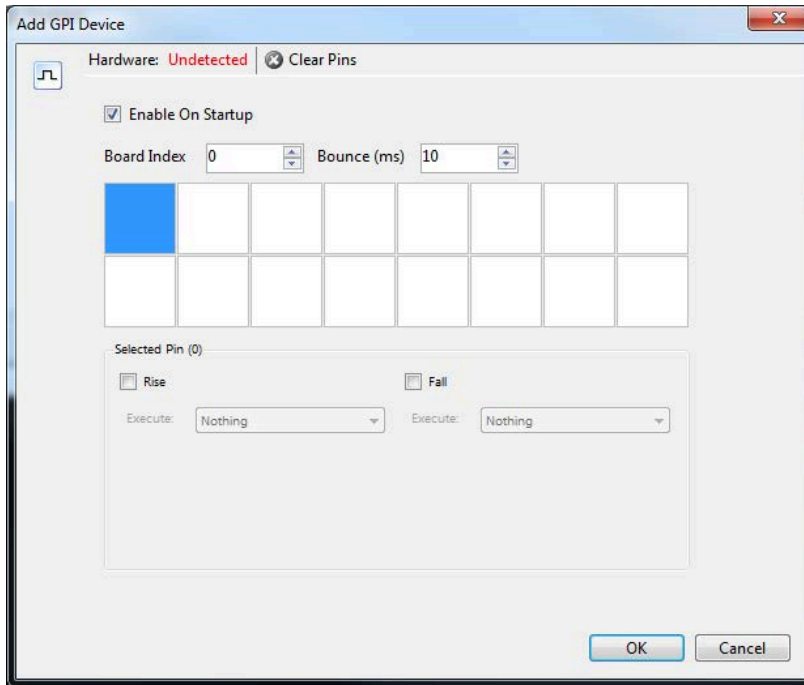 Add GPI Device
Hardware: Undetected Clear Pins
Enable On Startup
Board Index 0 Bounce (ms) 10
Selected Pin (0)
Rise Fall
Execute: Nothing Execute: Nothing
OK Cancel